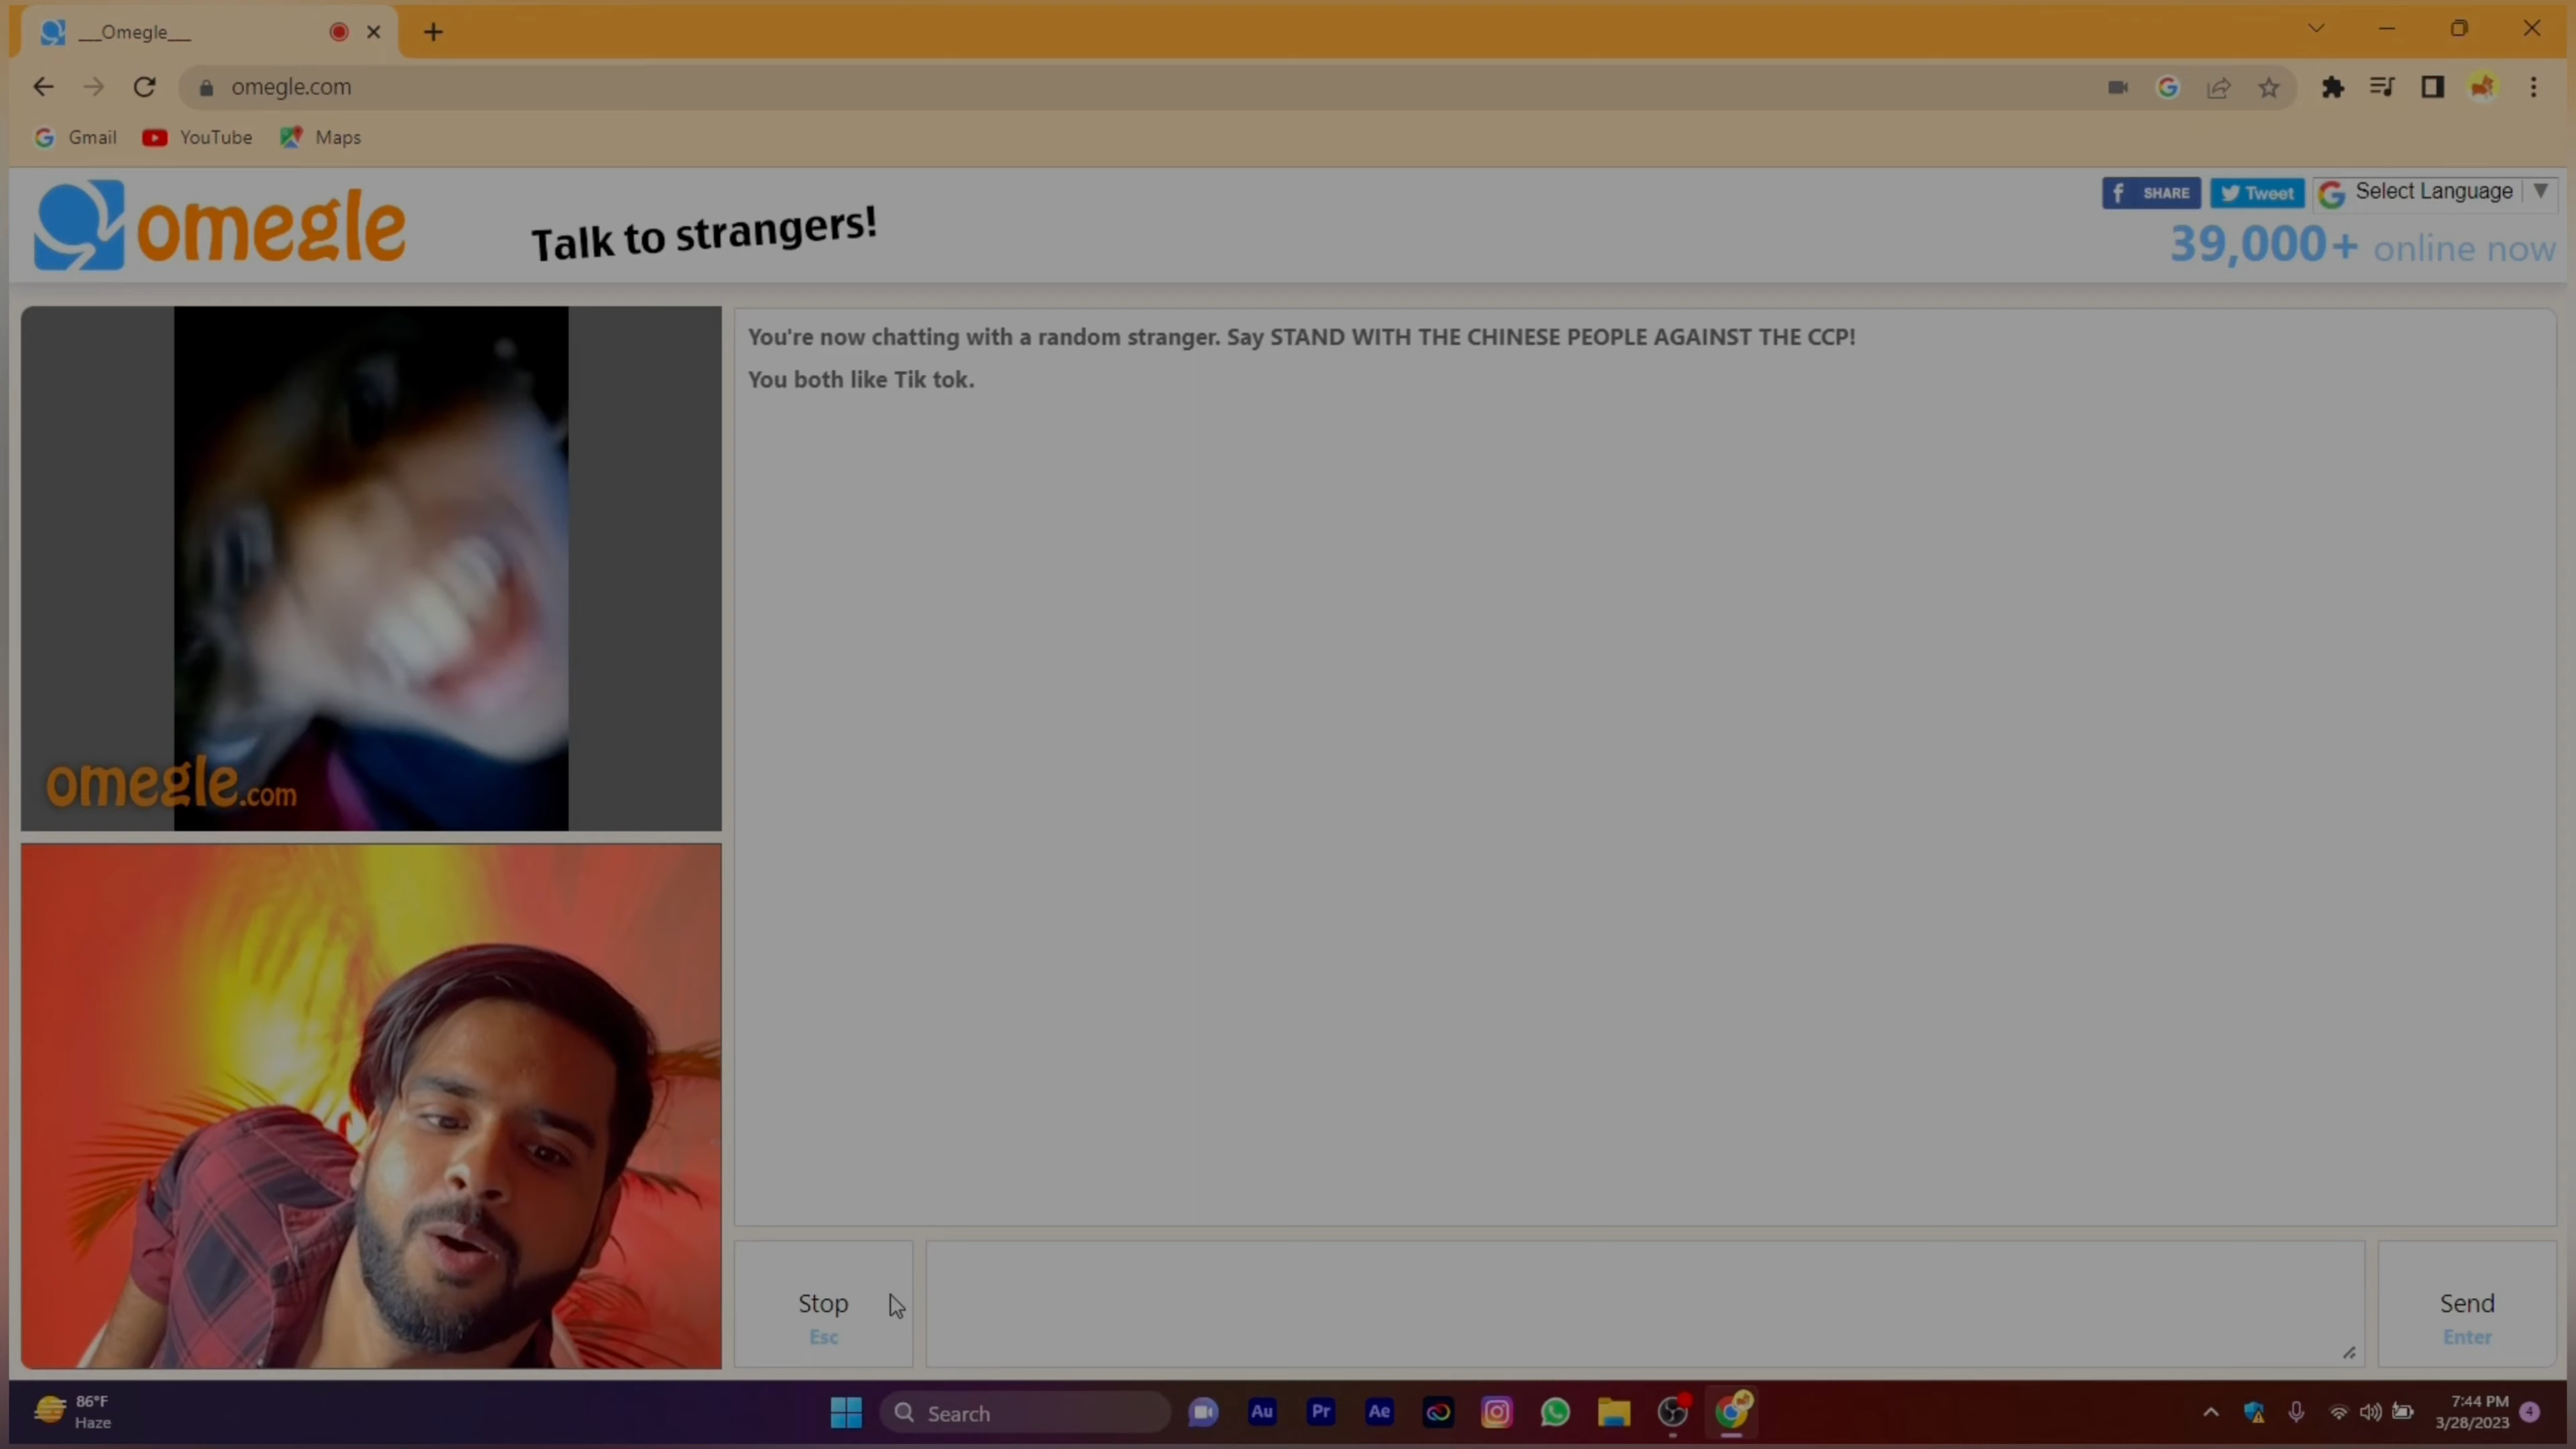 __Omegle__
omegle.com
Gmail YouTube Maps
omegle Talk to strangers!
f SHARE Tweet G Select Language
39,000+ online now
You're now chatting with a random stranger. Say STAND WITH THE CHINESE PEOPLE AGAINST THE CCP!
You both like Tik tok.
omegle.com
Stop
Esc
Send
Enter
86°F
Haze
Search
Au Pr Ae
7:44 PM
3/28/2023
4